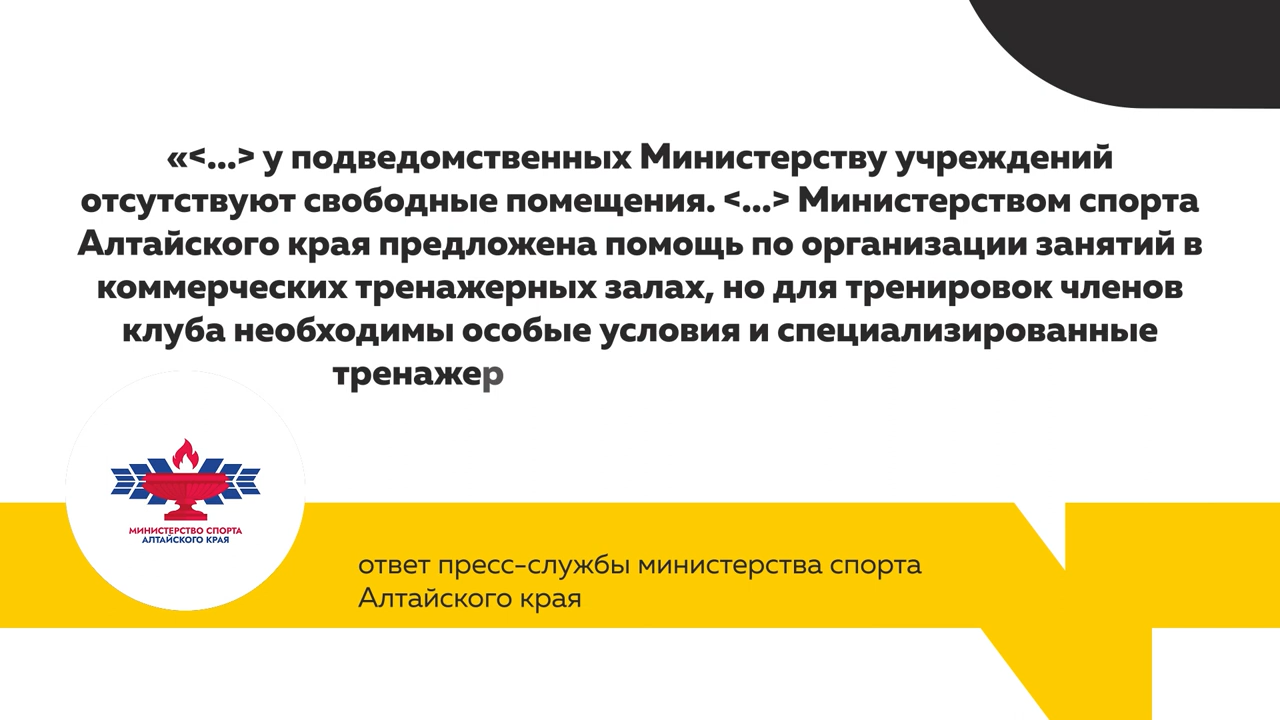 «<...> у подведомственных Министерству учреждений
отсутствуют свободные помещения. <...> Министерством спорта
Алтайского края предложена помощь по организации занятий в
коммерческих тренажерных залах, но для тренировок членов
клуба необходимы особые условия и специализированные
тренажер
МИНИСТЕРСТВО СПОРТА
АЛТАЙСКОГО КРАЯ
ответ пресс-службы министерства спорта
Алтайского края